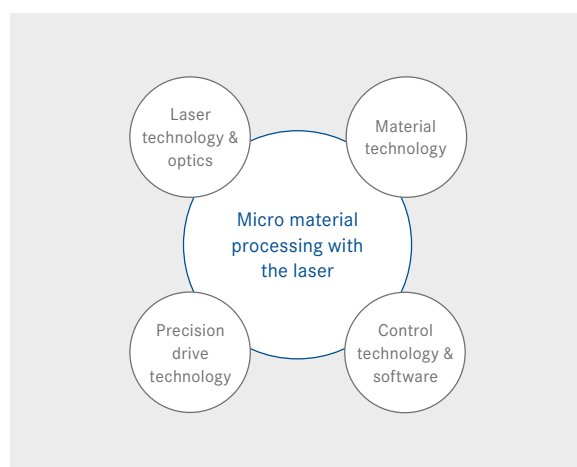 Laser
technology &
optics
Material
technology
Micro material
processing with
the laser
Precision
drive
technology
Control
technology &
software